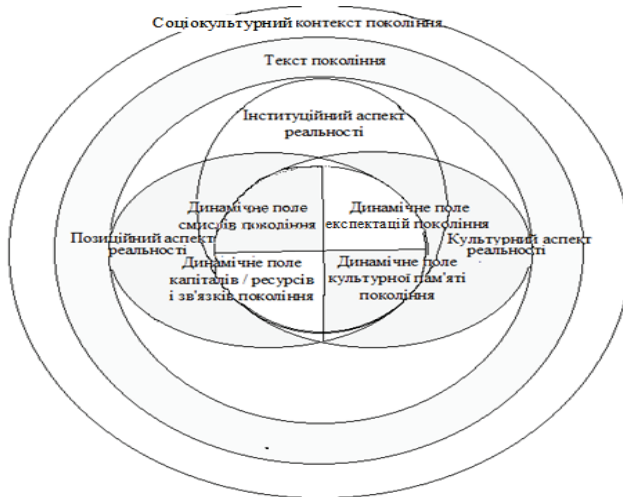 Соціокультурний контекст покоління
Текст покоління
Інституційний аспект
реальності
Динамічне поле
смислів покоління
Динамічне поле
експектацій покоління
Позиційний аспект
реальності
Культурний аспект
реальності
Динамічне поле
капіталів / ресурсів
і зв'язків покоління
Динамічне поле
культурної пам'яті
покоління